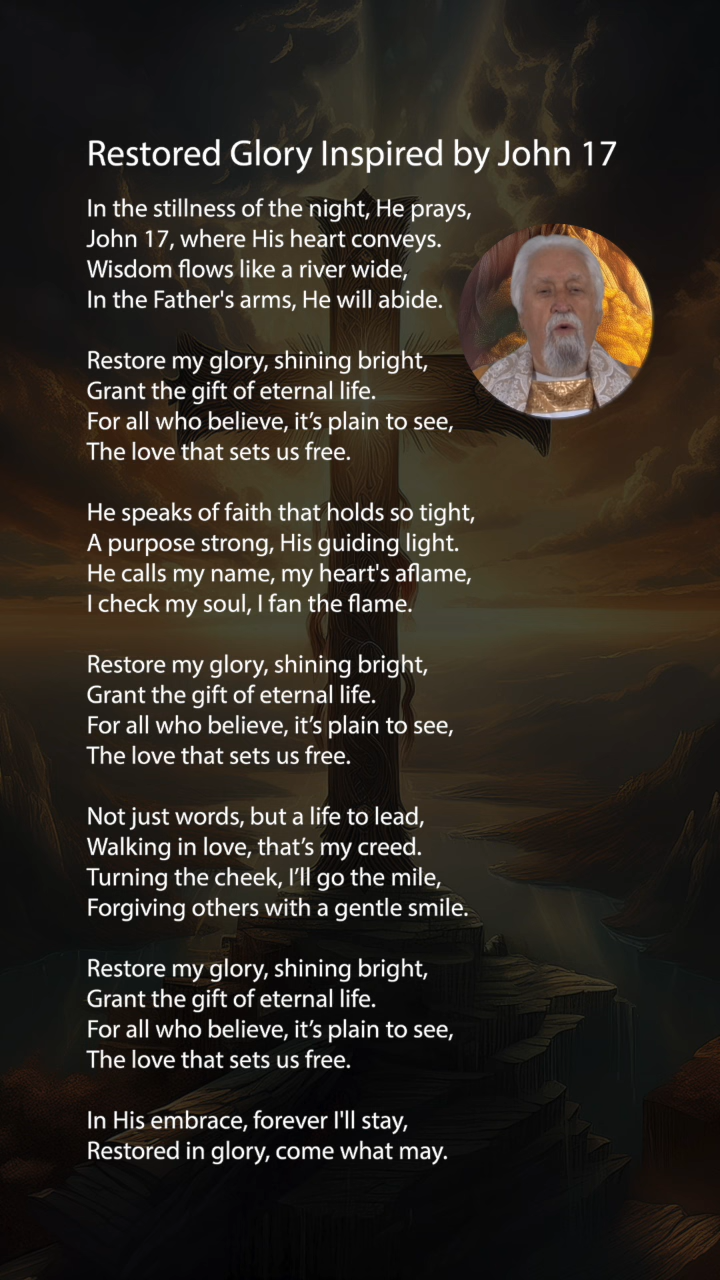 Restored Glory Inspired by John 17
In the stillness of the night, He prays,
John 17, where His heart conveys.
Wisdom flows like a river wide,
In the Father's arms, He will abide.
Restore my glory, shining bright,
Grant the gift of eternal life.
For all who believe, it’s plain to see,
The love that sets us free.
He speaks of faith that holds so tight,
A purpose strong, His guiding light.
He calls my name, my heart's aflame,
I check my soul, I fan the flame.
Restore my glory, shining bright,
Grant the gift of eternal life.
For all who believe, it’s plain to see,
The love that sets us free.
Not just words, but a life to lead,
Walking in love, that’s my creed.
Turning the cheek, I’ll go the mile,
Forgiving others with a gentle smile.
Restore my glory, shining bright,
Grant the gift of eternal life.
For all who believe, it’s plain to see,
The love that sets us free.
In His embrace, forever I'll stay,
Restored in glory, come what may.